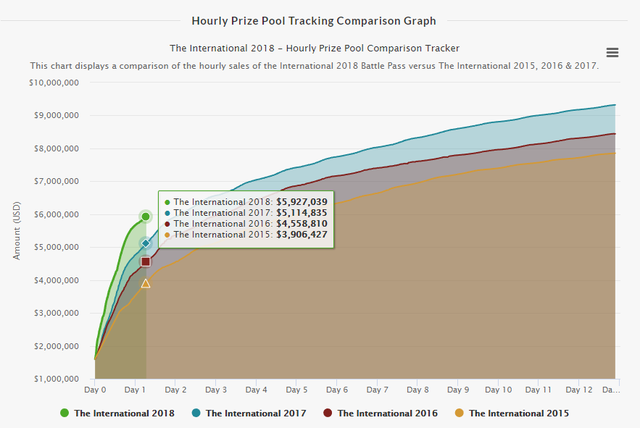 Hourly Prize Pool Tracking Comparison Graph
The International 2018 – Hourly Prize Pool Comparison Tracker
This chart displays a comparison of the hourly sales of the International 2018 Battle Pass versus The International 2015, 2016 & 2017.
$10,000,000
$9,000,000
$8,000,000
$7,000,000
$6,000,000
$5,000,000
$4,000,000
$3,000,000
$2,000,000
$1,000,000
Amount (USD)
The International 2018: $5,927,039
The International 2017: $5,114,835
The International 2016: $4,558,810
The International 2015: $3,906,427
Day 0 Day 1 Day 2 Day 3 Day 4 Day 5 Day 6 Day 7 Day 8 Day 9 Day 10 Day 11 Day 12 Da...
The International 2018 The International 2017 The International 2016 The International 2015